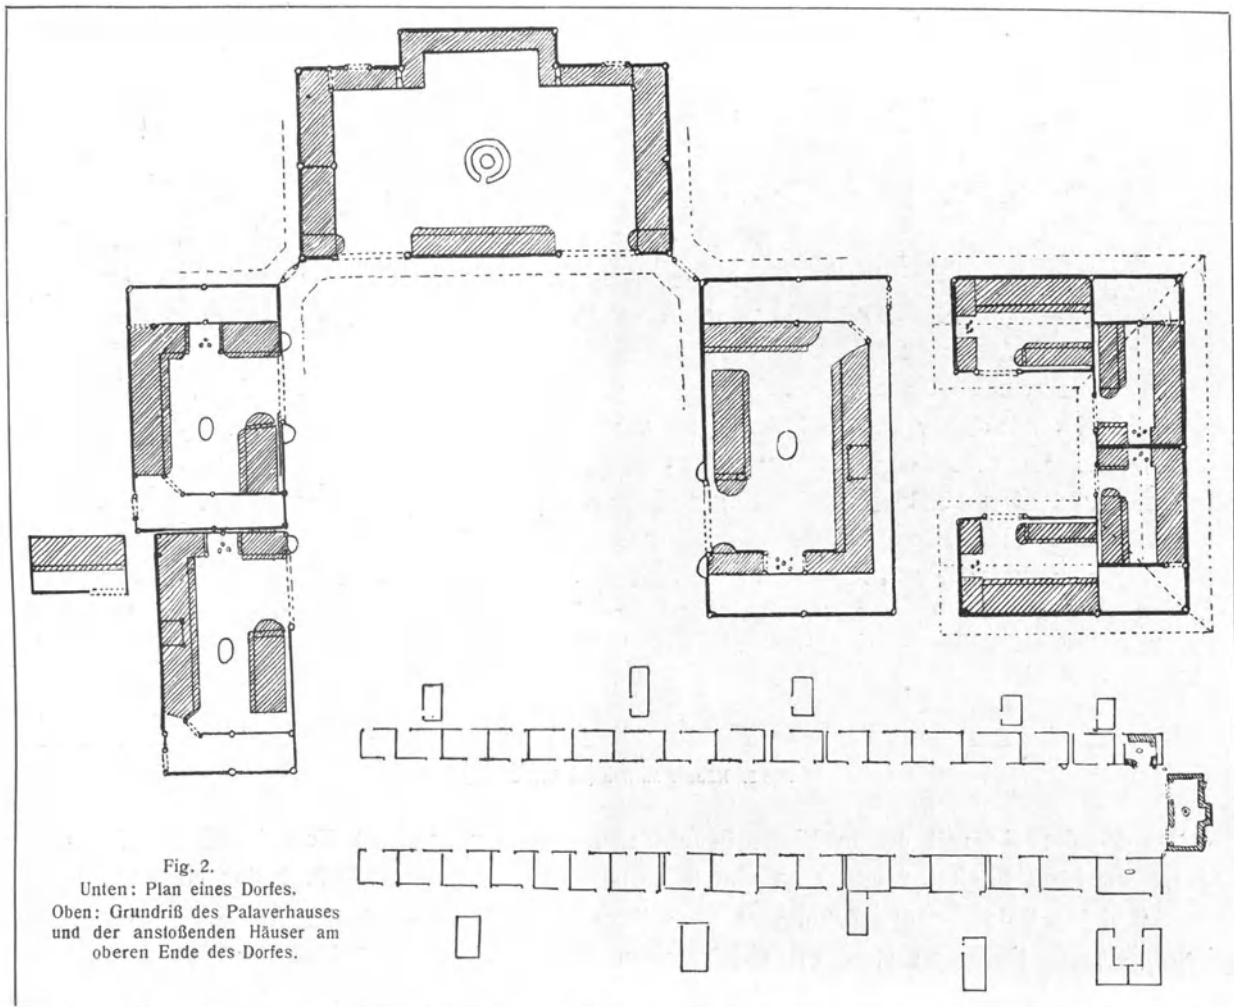 Fig. 2.
Unten: Plan eines Dorfes.
Oben: Grundriß des Palaverhauses
und der anstoßenden Häuser am
oberen Ende des Dorfes.